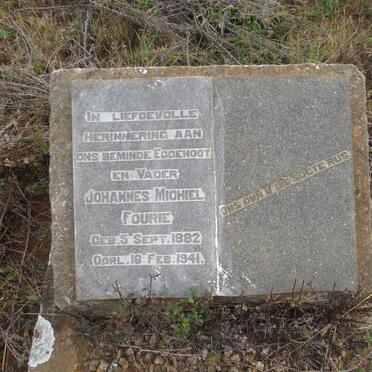 IN LIEFDEVOLLE
HERINNERING AAN
ONS BEMINDE EGGENOOT
EN VADER
JOHANNES MICHIEL
FOURIE
GEB. 5 SEPT. 1882
OORL. 18 FEB. 1941.
RUS